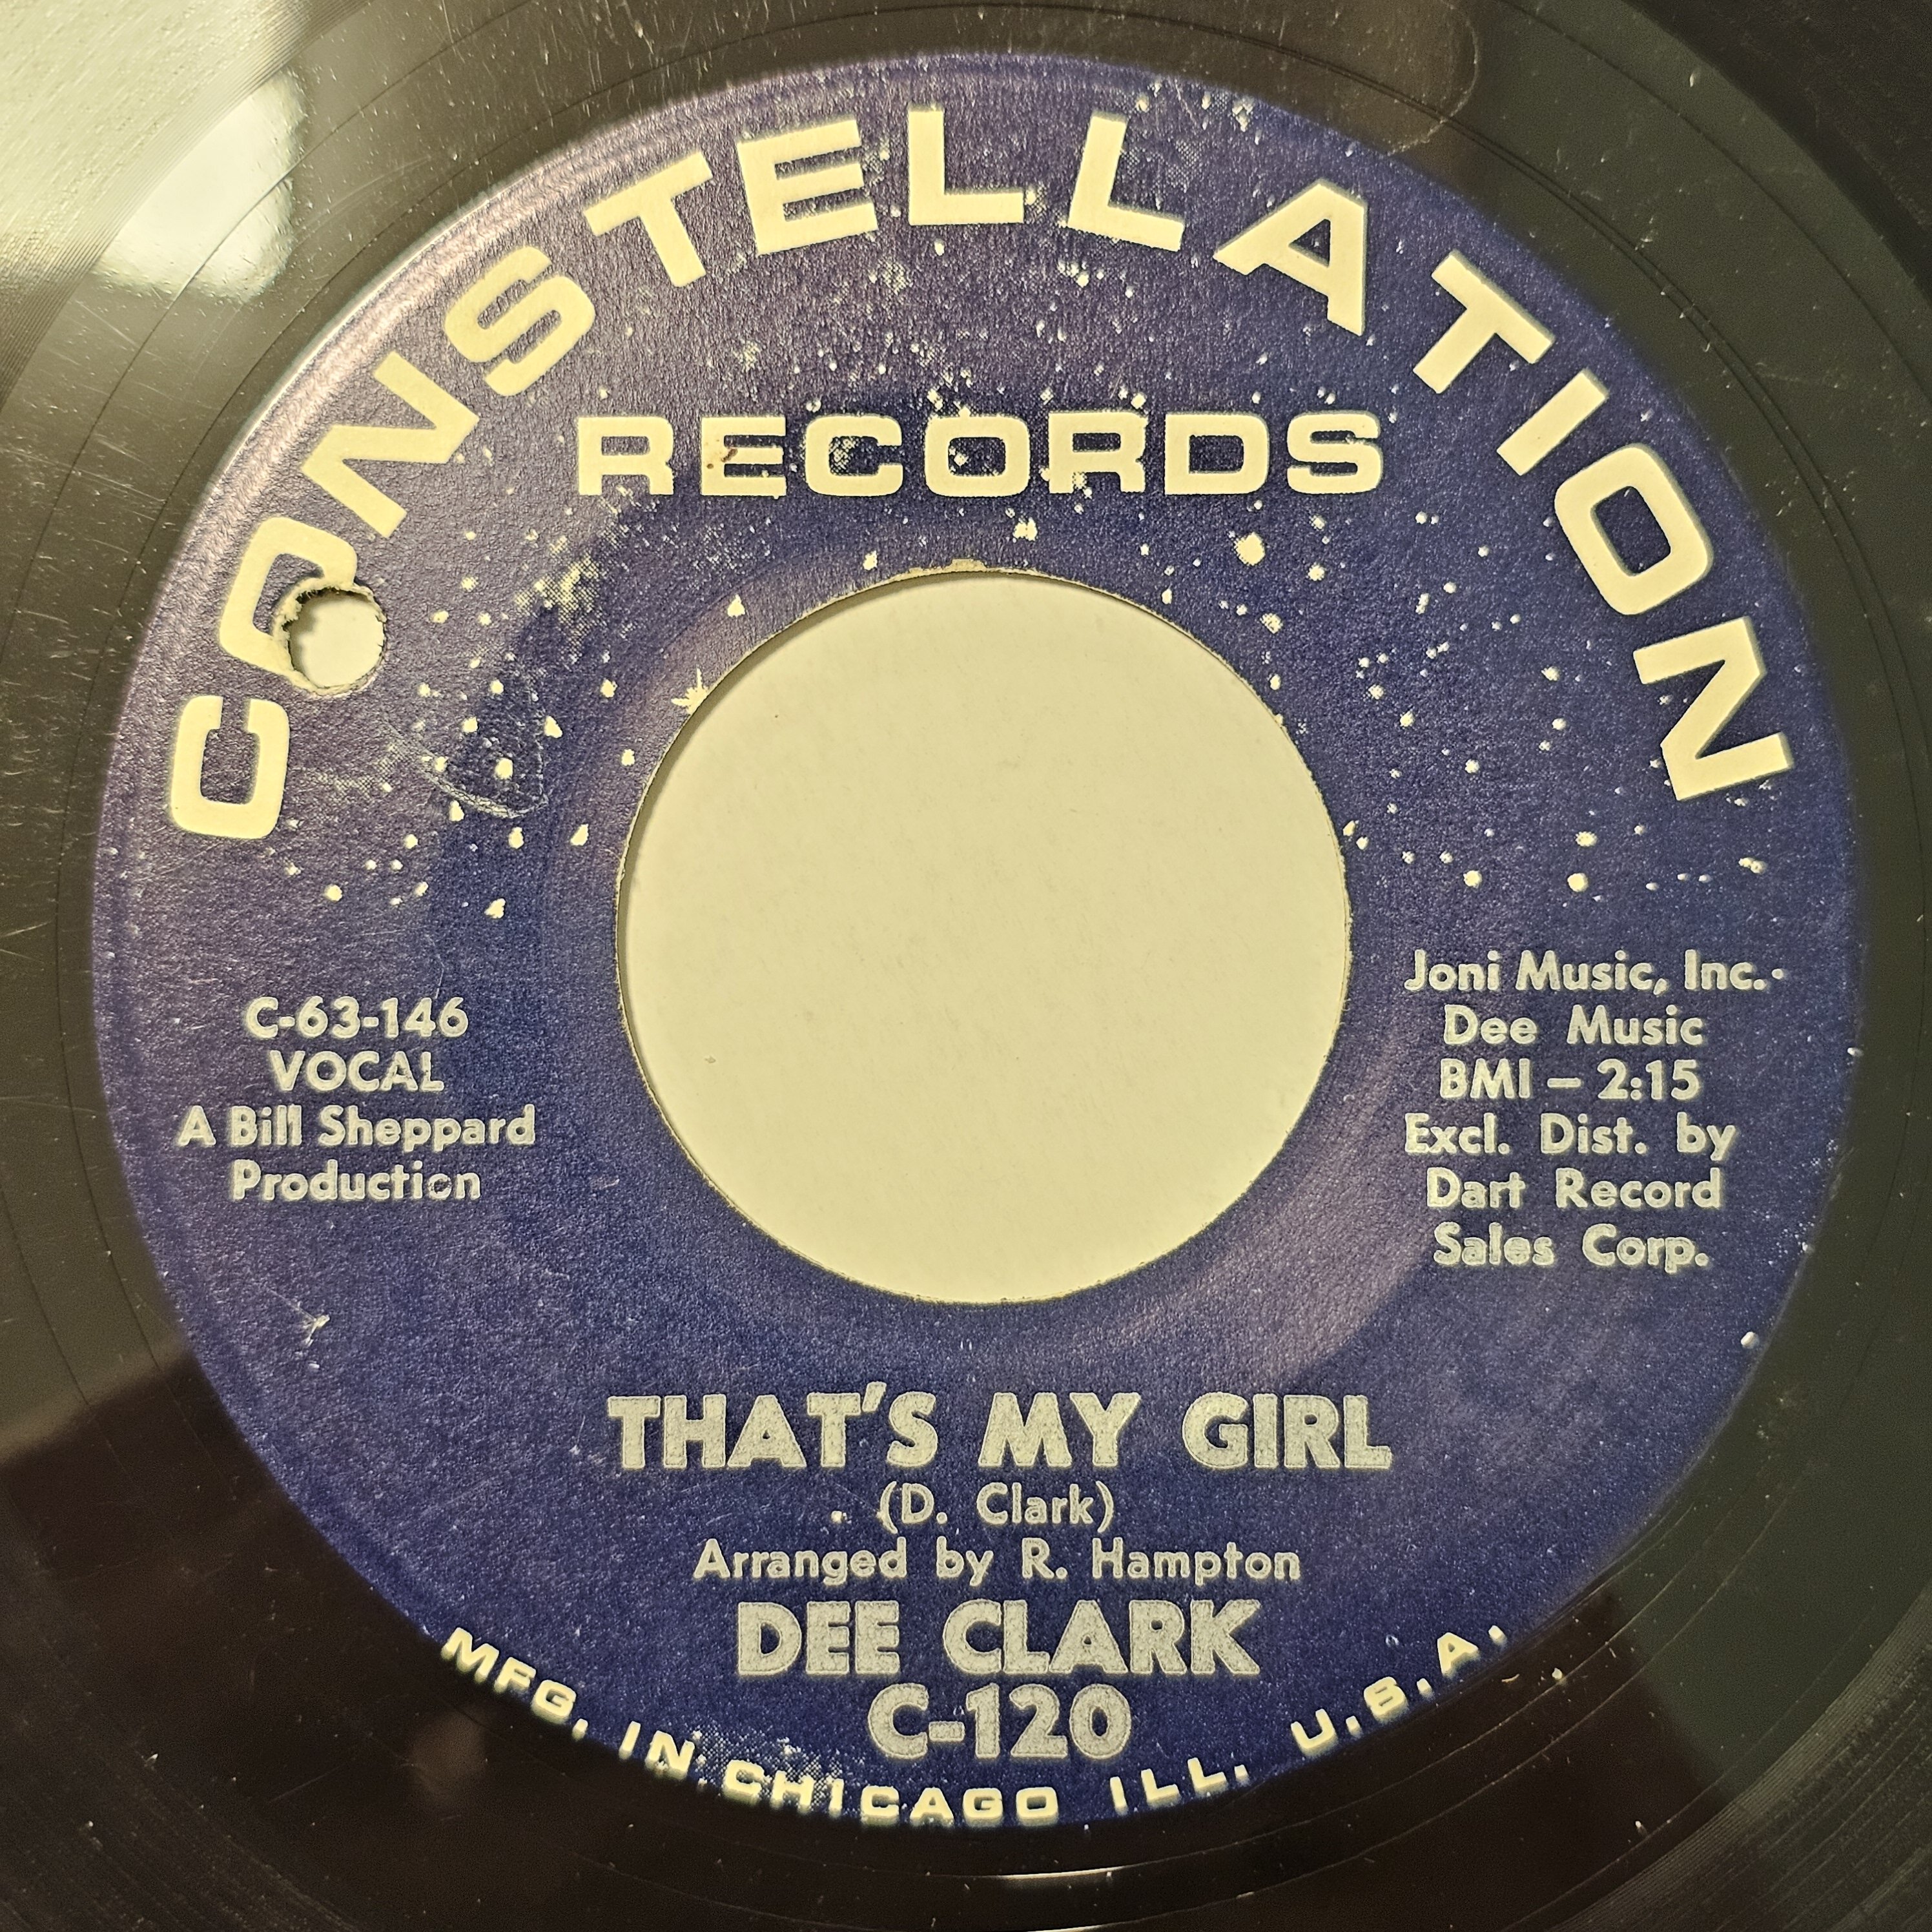 CONSTELLATION
RECORDS
C-63-146
VOCAL
A Bill Sheppard
Production
Joni Music, Inc.·
Dee Music
BMI – 2:15
Excl. Dist. by
Dart Record
Sales Corp.
THAT'S MY GIRL
(D. Clark)
Arranged by R. Hampton
DEE CLARK
C-120
MFG. IN CHICAGO ILL. U.S.A.